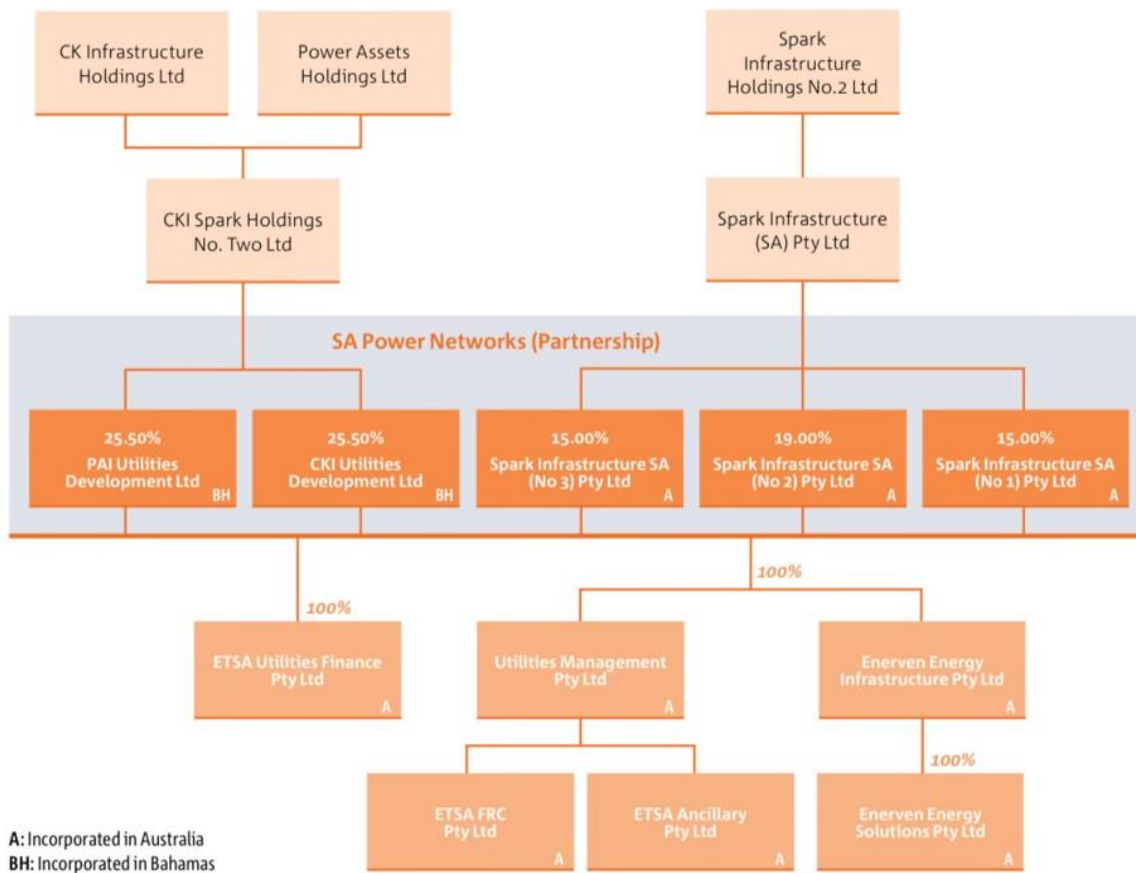 CK Infrastructure
Holdings Ltd
Power Assets
Holdings Ltd
Spark
Infrastructure
Holdings No.2 Ltd
CKI Spark Holdings
No. Two Ltd
Spark Infrastructure
(SA) Pty Ltd
SA Power Networks (Partnership)
25.50%
PAI Utilities
Development Ltd
BH
25.50%
CKI Utilities
Development Ltd
BH
15.00%
Spark Infrastructure SA
(No 3) Pty Ltd
A
19.00%
Spark Infrastructure SA
(No 2) Pty Ltd
A
15.00%
Spark Infrastructure SA
(No 1) Pty Ltd
A
100%
100%
ETSA Utilities Finance
Pty Ltd
A
Utilities Management
Pty Ltd
A
Enerven Energy
Infrastructure Pty Ltd
A
100%
ETSA FRC
Pty Ltd
A
ETSA Ancillary
Pty Ltd
A
Enerven Energy
Solutions Pty Ltd
A
A: Incorporated in Australia
BH: Incorporated in Bahamas